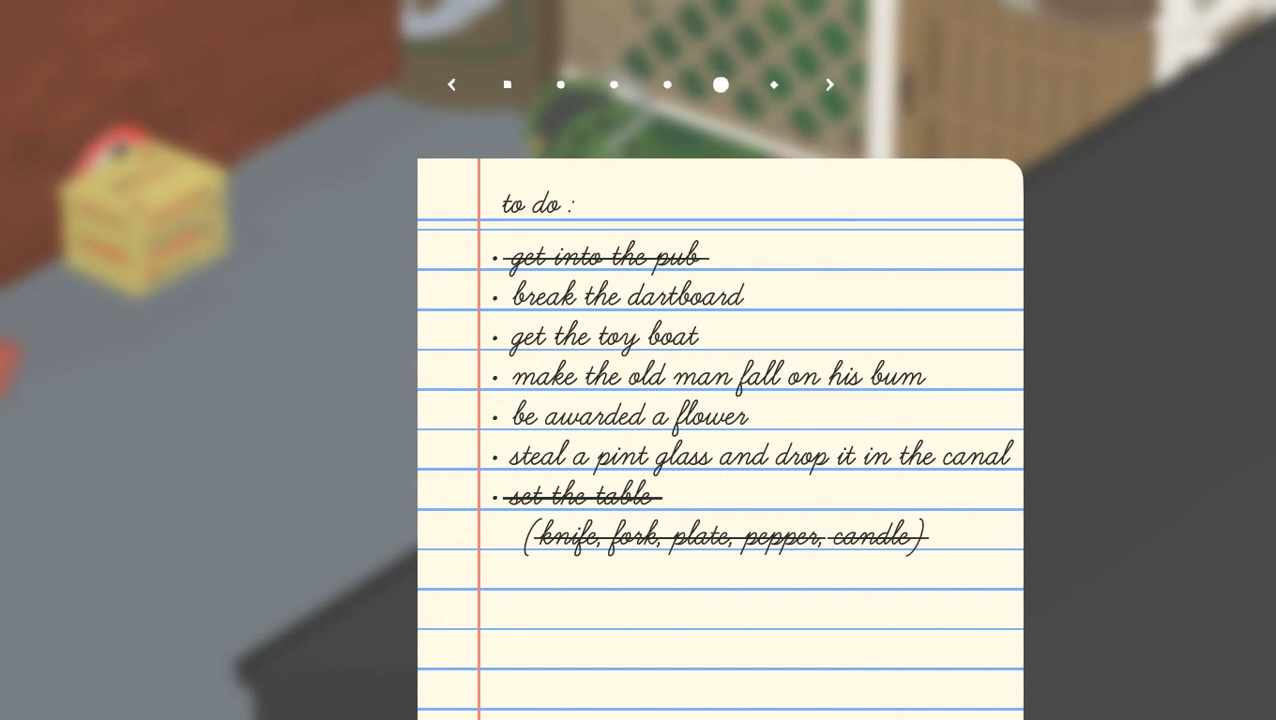 to do :
• get into the pub
• break the dartboard
• get the toy boat
• make the old man fall on his bum
• be awarded a flower
• steal a pint glass and drop it in the canal
• set the table
(knife, fork, plate, pepper, candle)